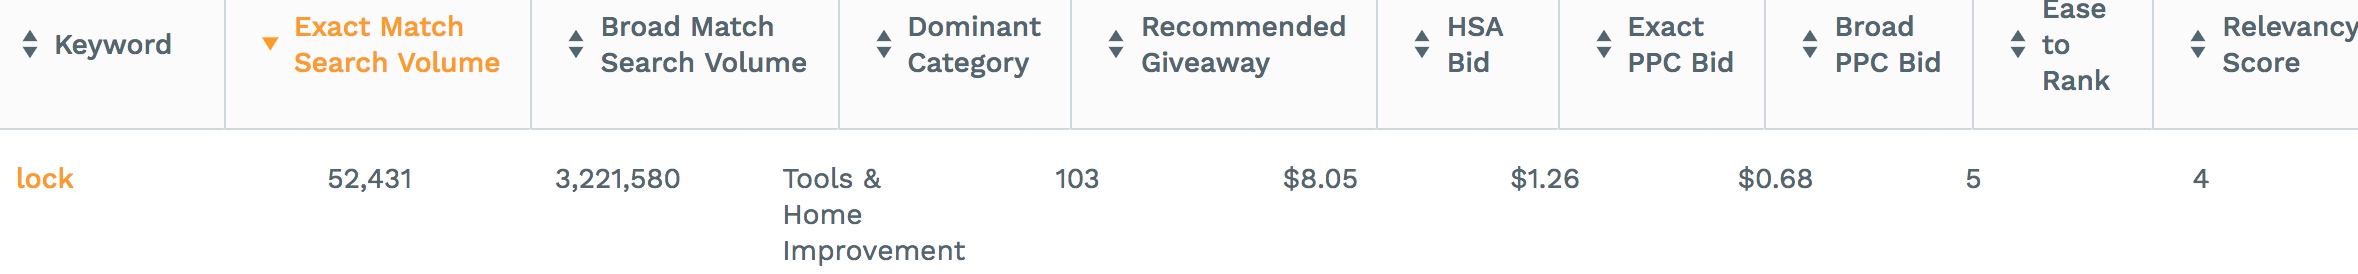 Keyword
Exact Match
Search Volume
Broad Match
Search Volume
Dominant
Category
Recommended
Giveaway
HSA
Bid
Exact
PPC Bid
Broad
PPC Bid
Ease
to
Rank
Relevancy
Score
lock
52,431
3,221,580
Tools &
Home
Improvement
103
$8.05
$1.26
$0.68
5
4